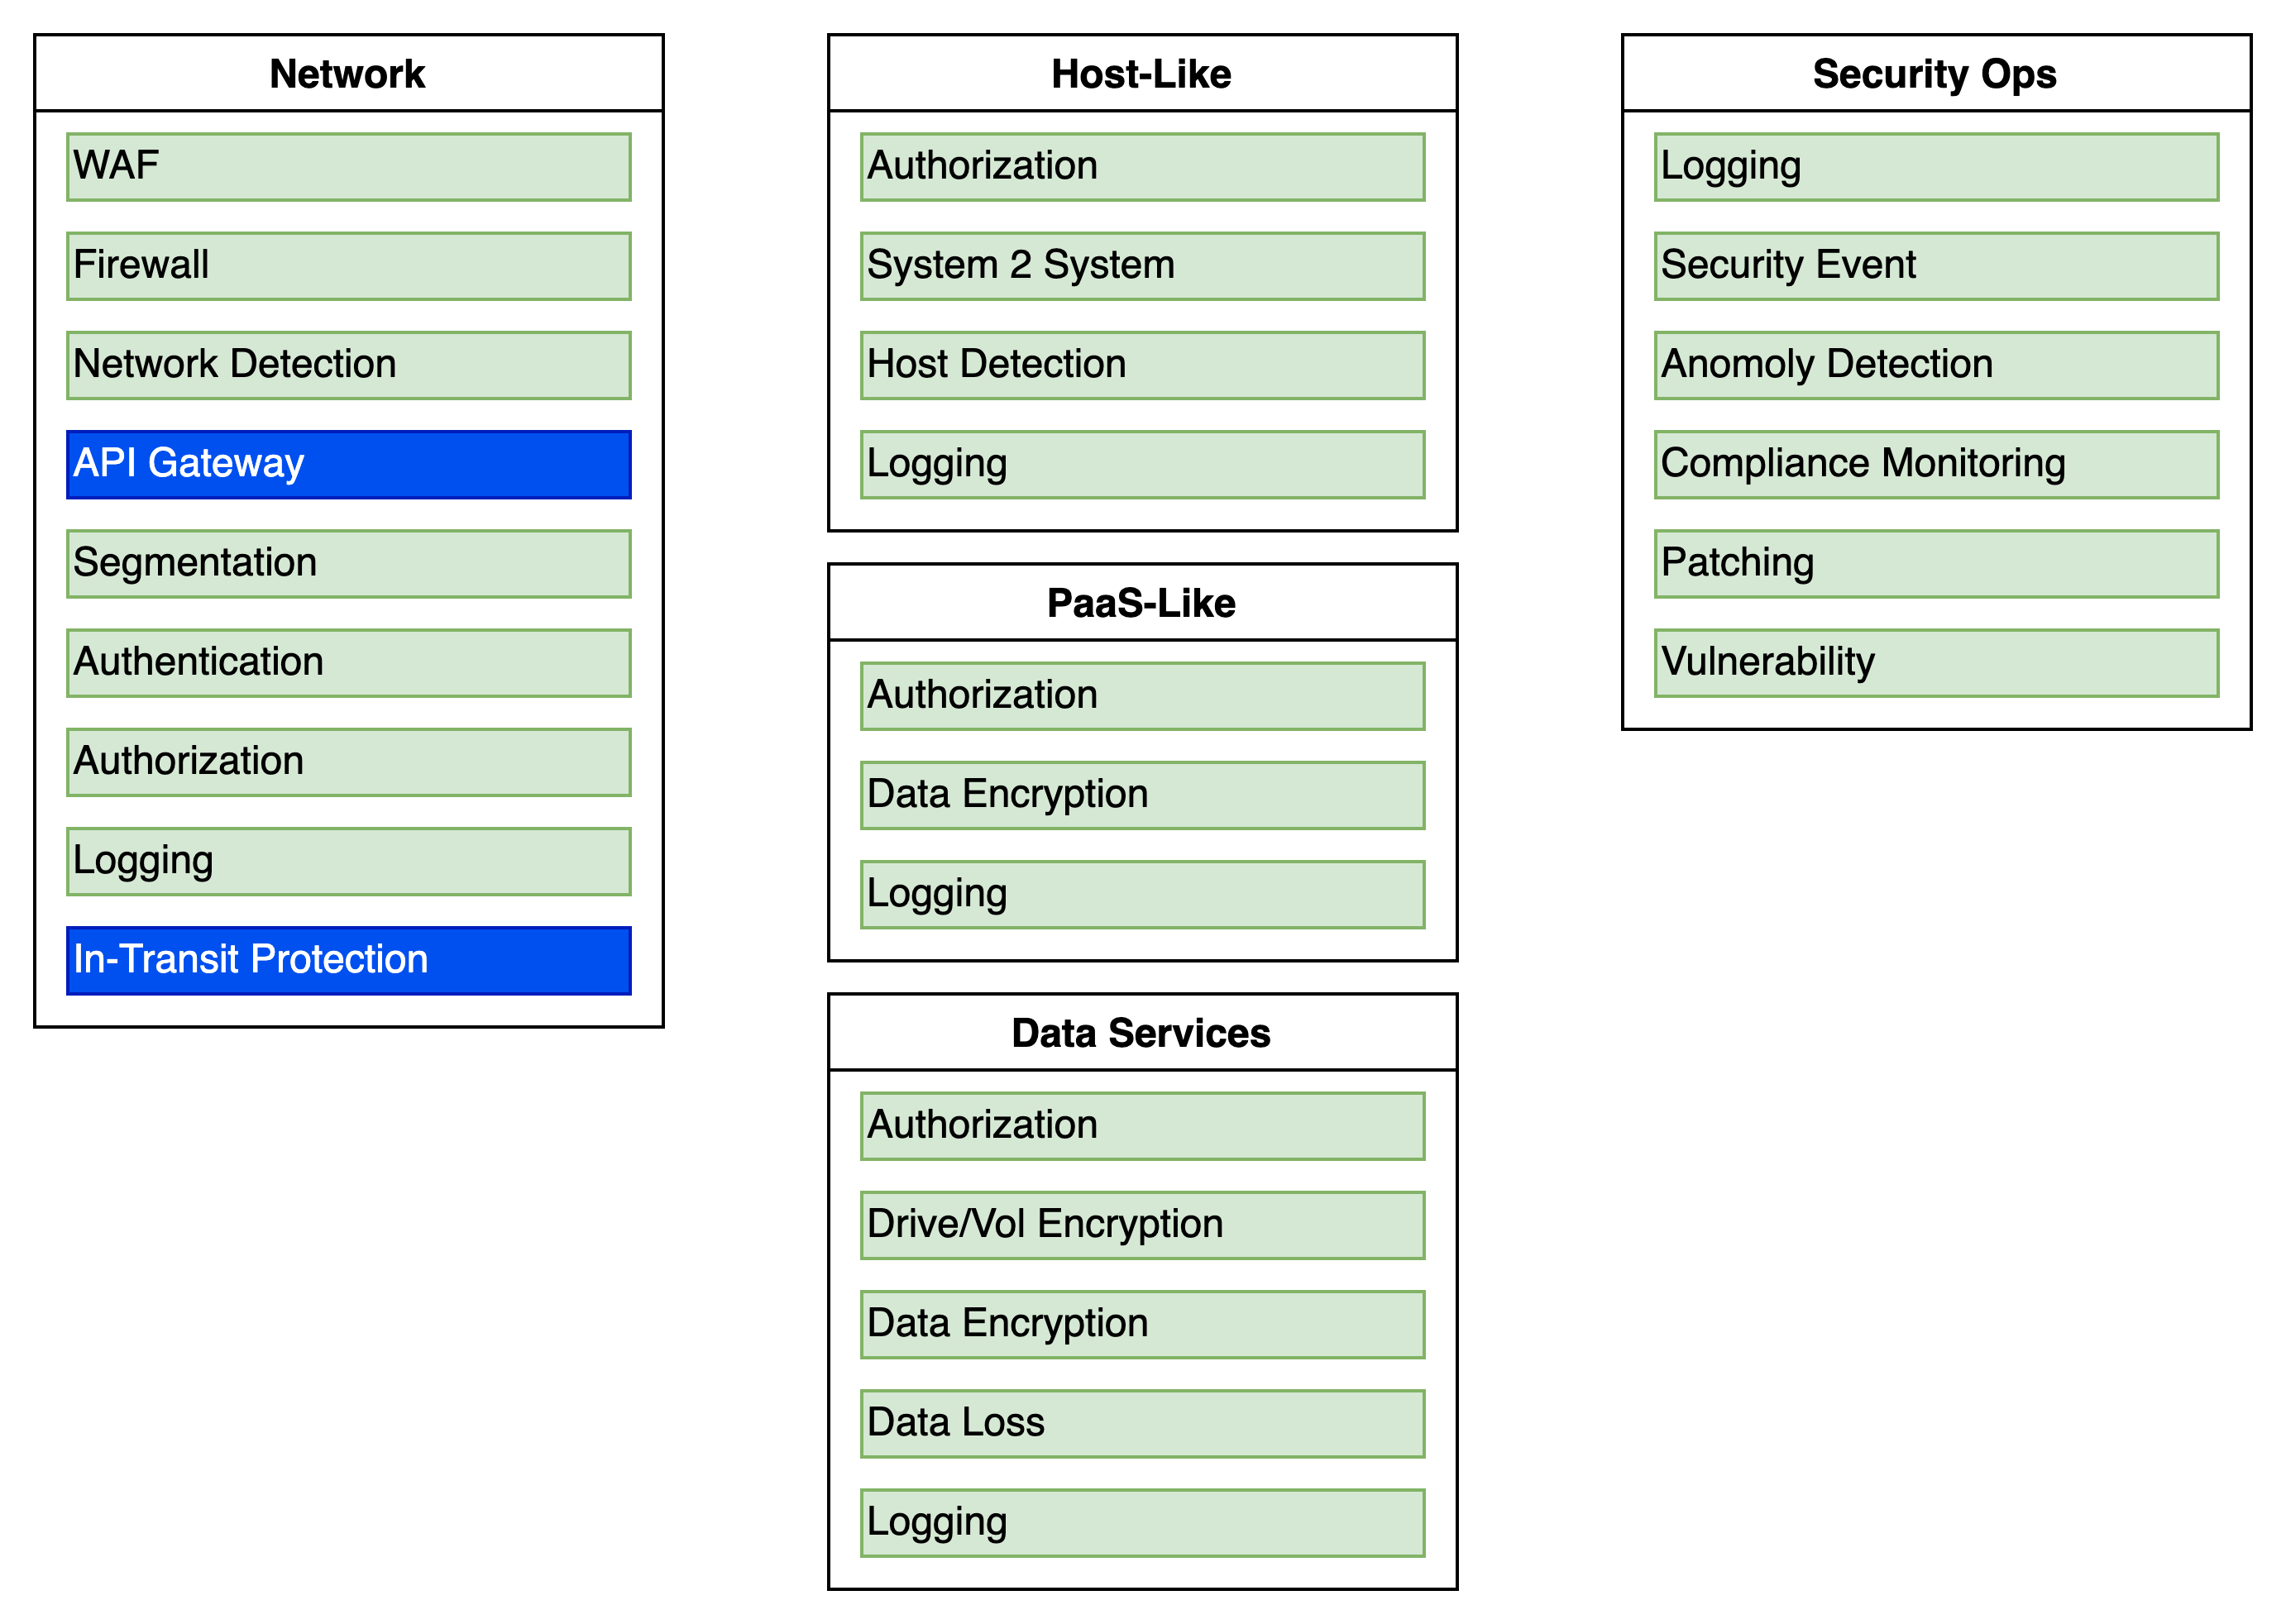 Network
WAF
Firewall
Network Detection
API Gateway
Segmentation
Authentication
Authorization
Logging
In-Transit Protection
Host-Like
Authorization
System 2 System
Host Detection
Logging
PaaS-Like
Authorization
Data Encryption
Logging
Data Services
Authorization
Drive/Vol Encryption
Data Encryption
Data Loss
Logging
Security Ops
Logging
Security Event
Anomoly Detection
Compliance Monitoring
Patching
Vulnerability